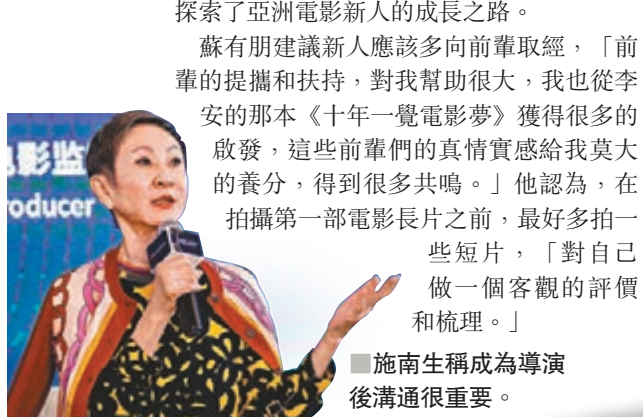 探索了亞洲電影新人的成長之路。
蘇有朋建議新人應該多向前輩取經，「前
輩的提攜和扶持，對我幫助很大，我也從李
安的那本《十年一覺電影夢》獲得很多的
啟發，這些前輩們的真情實感給我莫大
的養分，得到很多共鳴。」他認為，在
拍攝第一部電影長片之前，最好多拍一
些短片，「對自己
做一個客觀的評價
和梳理。」
电影监
roducer
■施南生稱成為導演
後溝通很重要。